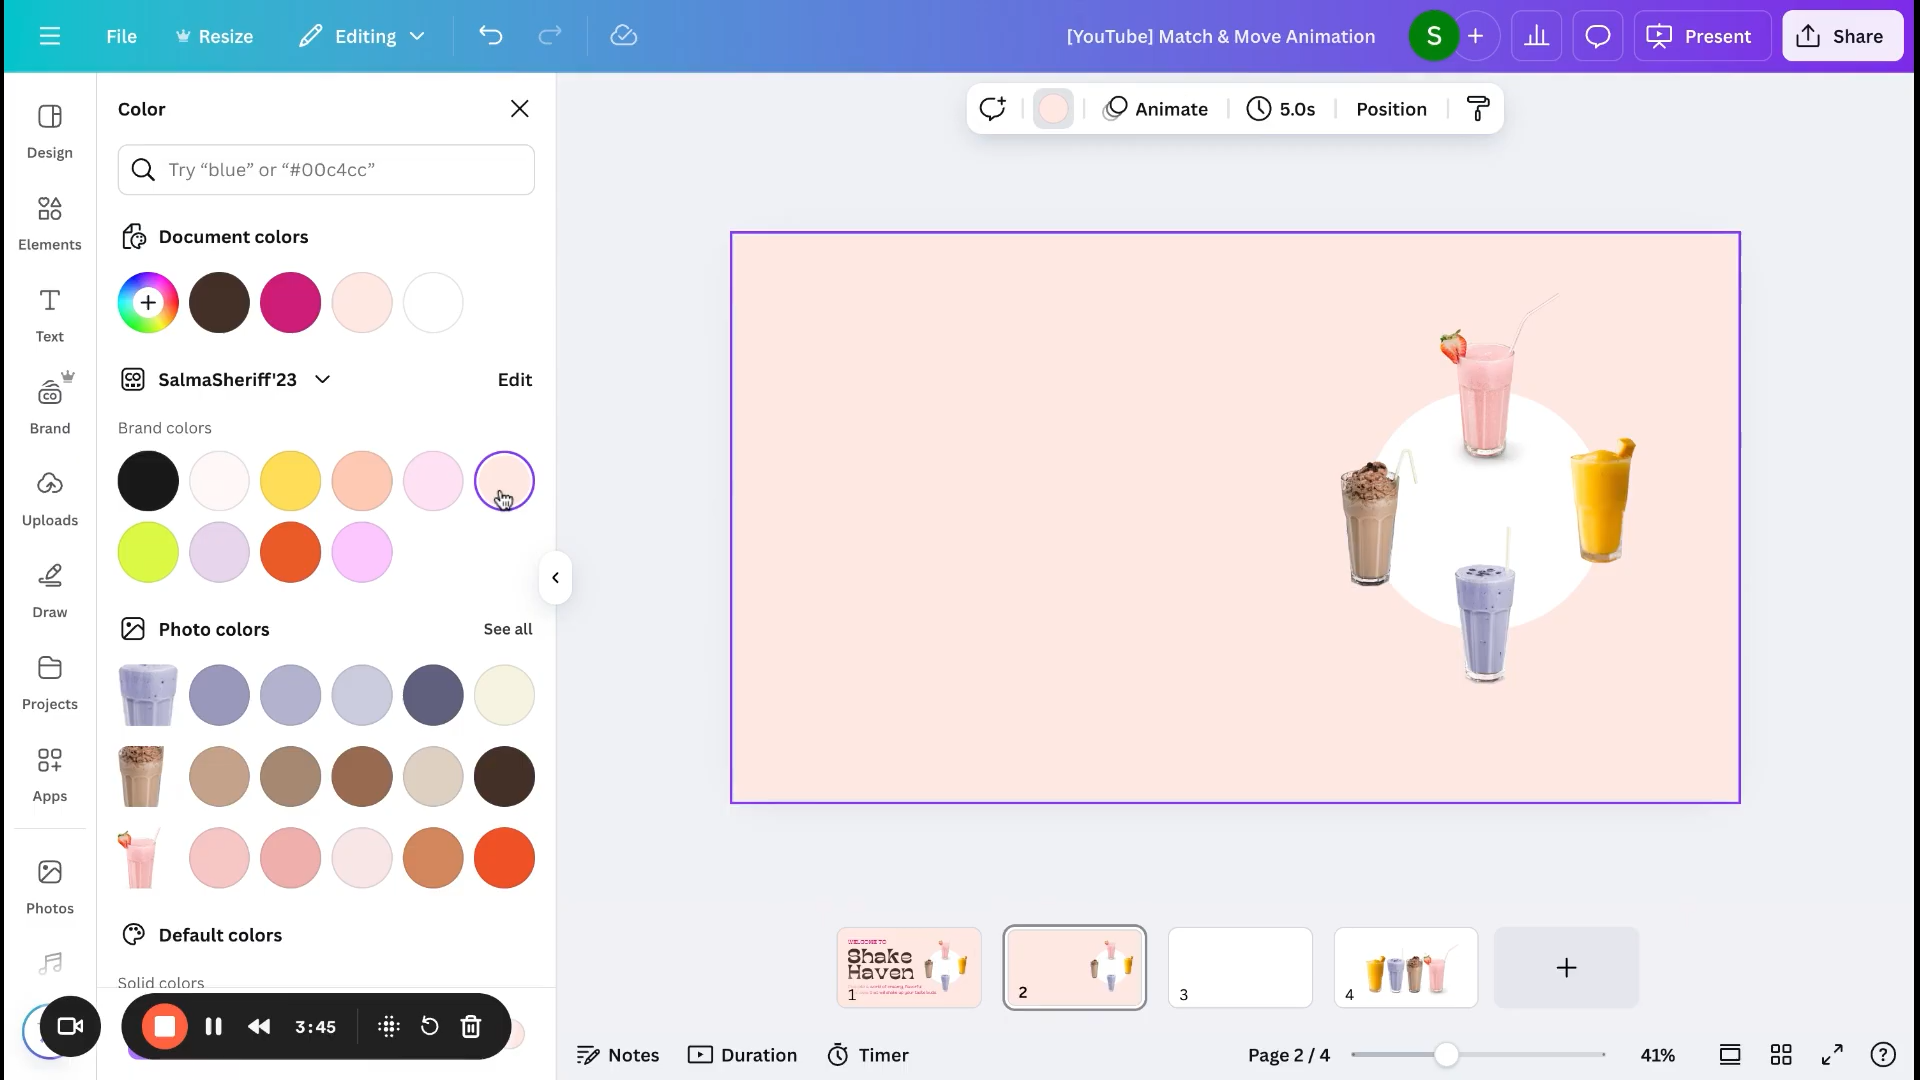 File
Resize
Editing
[YouTube] Match & Move Animation
S
Present
Share
Design
Elements
Text
Brand
Uploads
Draw
Projects
Apps
Photos
Color
Try “blue” or “#00c4cc”
Document colors
SalmaSheriff'23
Edit
Brand colors
Photo colors
See all
Default colors
Solid colors
3:45
Animate
5.0s
Position
WELCOME TO
Shake
Haven
1
2
3
4
Notes
Duration
Timer
Page 2 / 4
41%